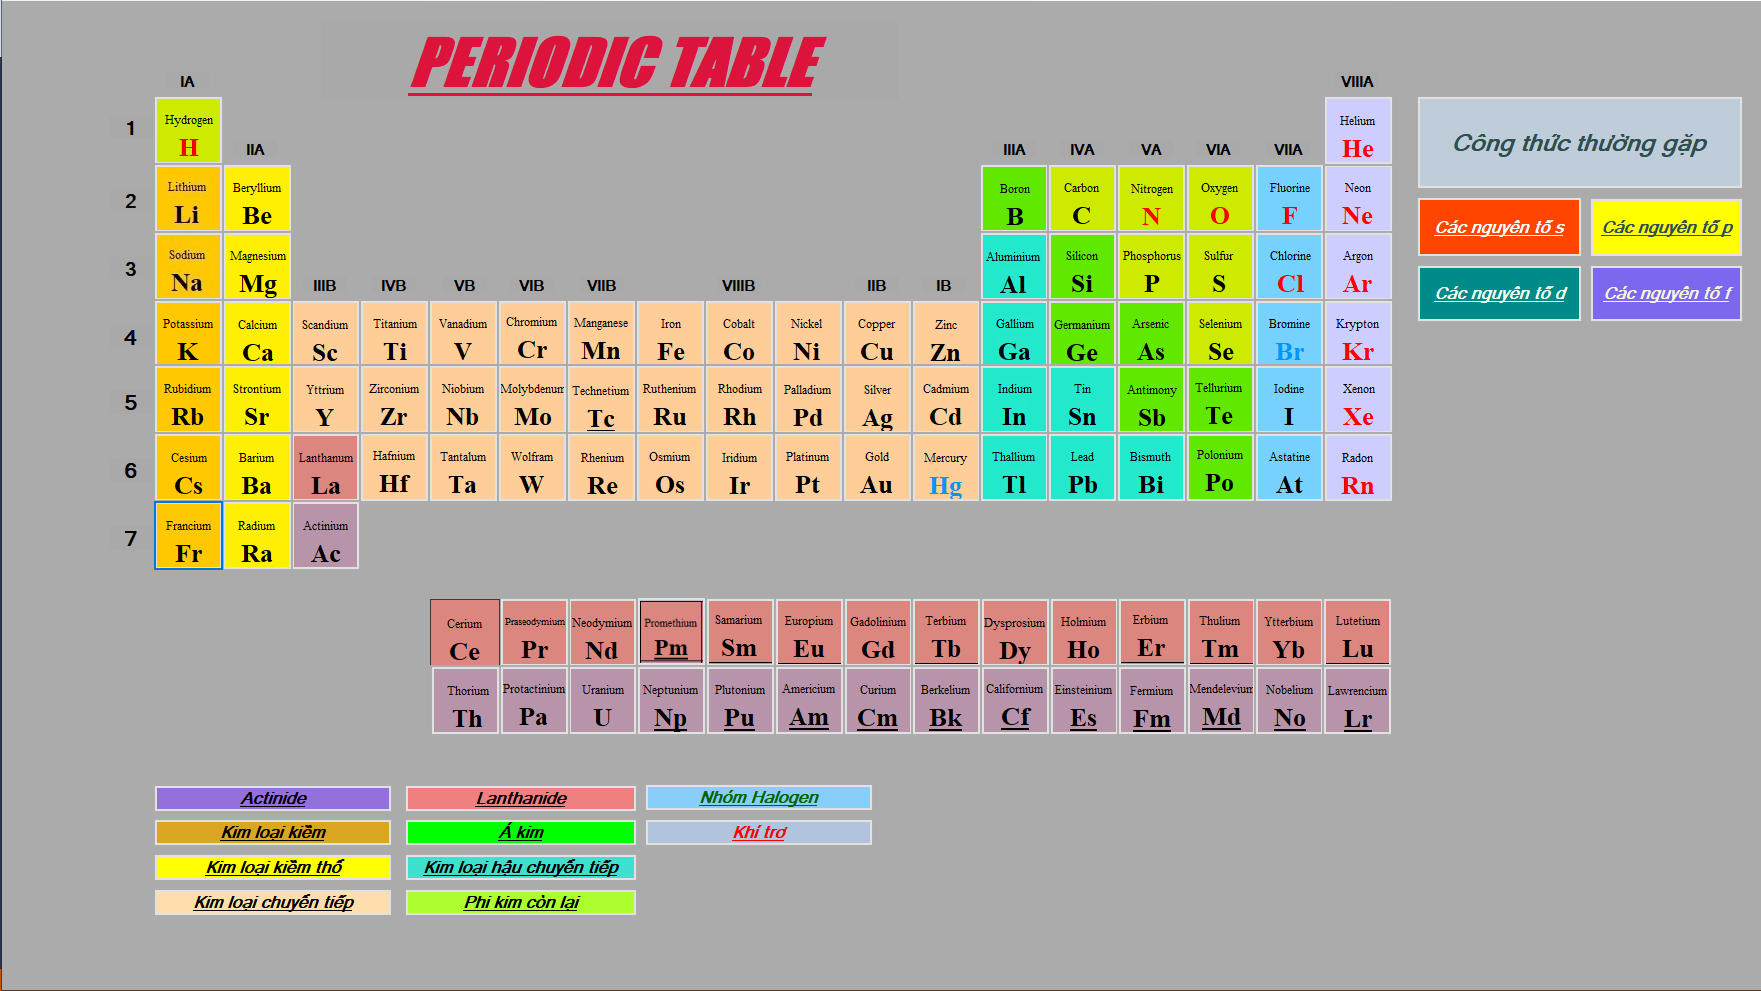 PERIODIC TABLE
IA VIIIA
1 Hydrogen Helium Công thức thường gặp
H IIA IIIA IVA VA VIA VIIA He
2 Lithium Beryllium Boron Carbon Nitrogen Oxygen Fluorine Neon
Li Be B C N O F Ne Các nguyên tố s Các nguyên tố p
3 Sodium Magnesium Aluminium Silicon Phosphorus Sulfur Chlorine Argon
Na Mg IIIB IVB VB VIB VIIB VIIIB IIB IB Al Si P S Cl Ar Các nguyên tố d Các nguyên tố f
4 Potassium Calcium Scandium Titanium Vanadium Chromium Manganese Iron Cobalt Nickel Copper Zinc Gallium Germanium Arsenic Selenium Bromine Krypton
K Ca Sc Ti V Cr Mn Fe Co Ni Cu Zn Ga Ge As Se Br Kr
5 Rubidium Strontium Yttrium Zirconium Niobium Molybdenum Technetium Ruthenium Rhodium Palladium Silver Cadmium Indium Tin Antimony Tellurium Iodine Xenon
Rb Sr Y Zr Nb Mo Tc Ru Rh Pd Ag Cd In Sn Sb Te I Xe
6 Cesium Barium Lanthanum Hafnium Tantalum Wolfram Rhenium Osmium Iridium Platinum Gold Mercury Thallium Lead Bismuth Polonium Astatine Radon
Cs Ba La Hf Ta W Re Os Ir Pt Au Hg Tl Pb Bi Po At Rn
7 Francium Radium Actinium
Fr Ra Ac
Cerium Praseodymium Neodymium Promethium Samarium Europium Gadolinium Terbium Dysprosium Holmium Erbium Thulium Ytterbium Lutetium
Ce Pr Nd Pm Sm Eu Gd Tb Dy Ho Er Tm Yb Lu
Thorium Protactinium Uranium Neptunium Plutonium Americium Curium Berkelium Californium Einsteinium Fermium Mendelevium Nobelium Lawrencium
Th Pa U Np Pu Am Cm Bk Cf Es Fm Md No Lr
Actinide Lanthanide Nhóm Halogen
Kim loại kiềm Á kim Khí trơ
Kim loại kiềm thổ Kim loại hậu chuyển tiếp
Kim loại chuyển tiếp Phi kim còn lại